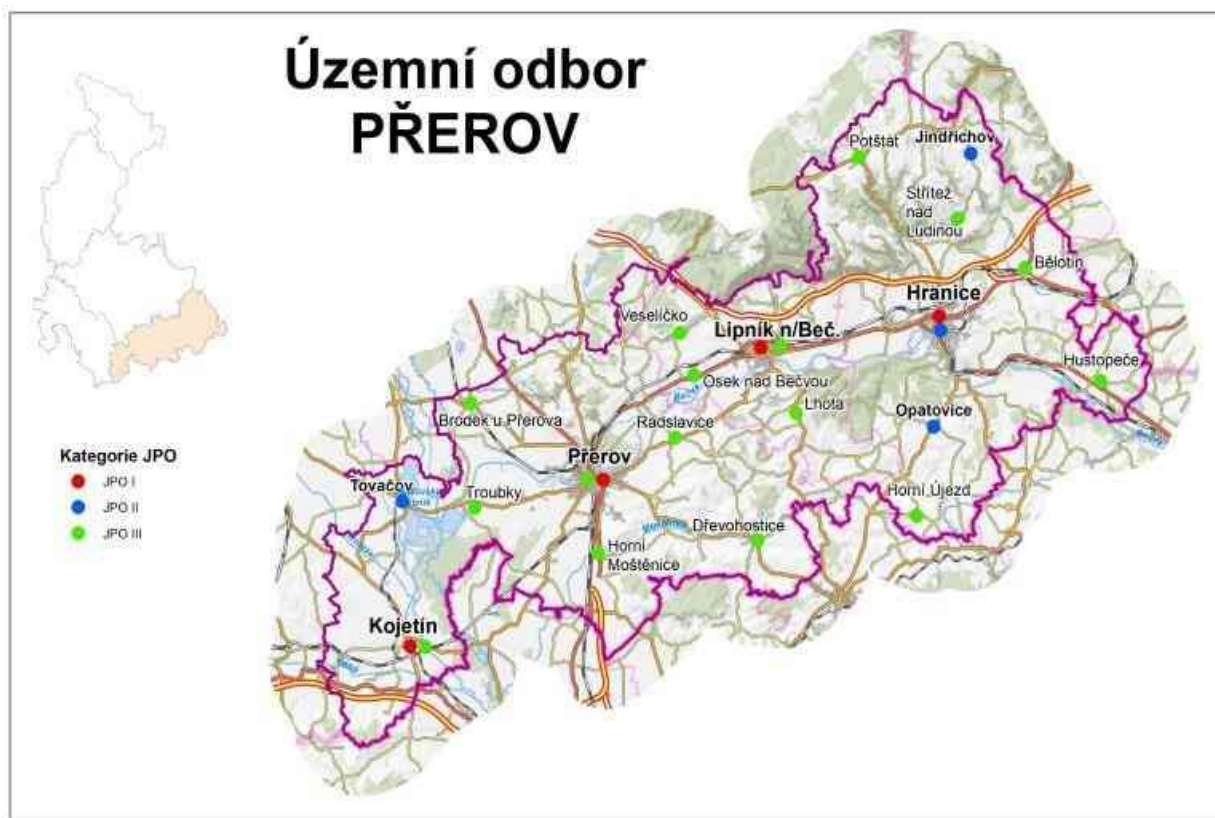 Územní odbor
PŘEROV
Potštát
Jindřichov
Střítež
nad
Ludinou
Bělotín
Hranice
Veselíčko
Lipník n/Beč.
Hustopeče
Osek nad Bečvou
Lhota
Brodek u Přerova
Radslavice
Opatovice
Kategorie JPO
JPO I
JPO II
JPO III
Přerov
Tovačov
Troubky
Horní Újezd
Dřevohostice
Horní
Moštěnice
Kojetín